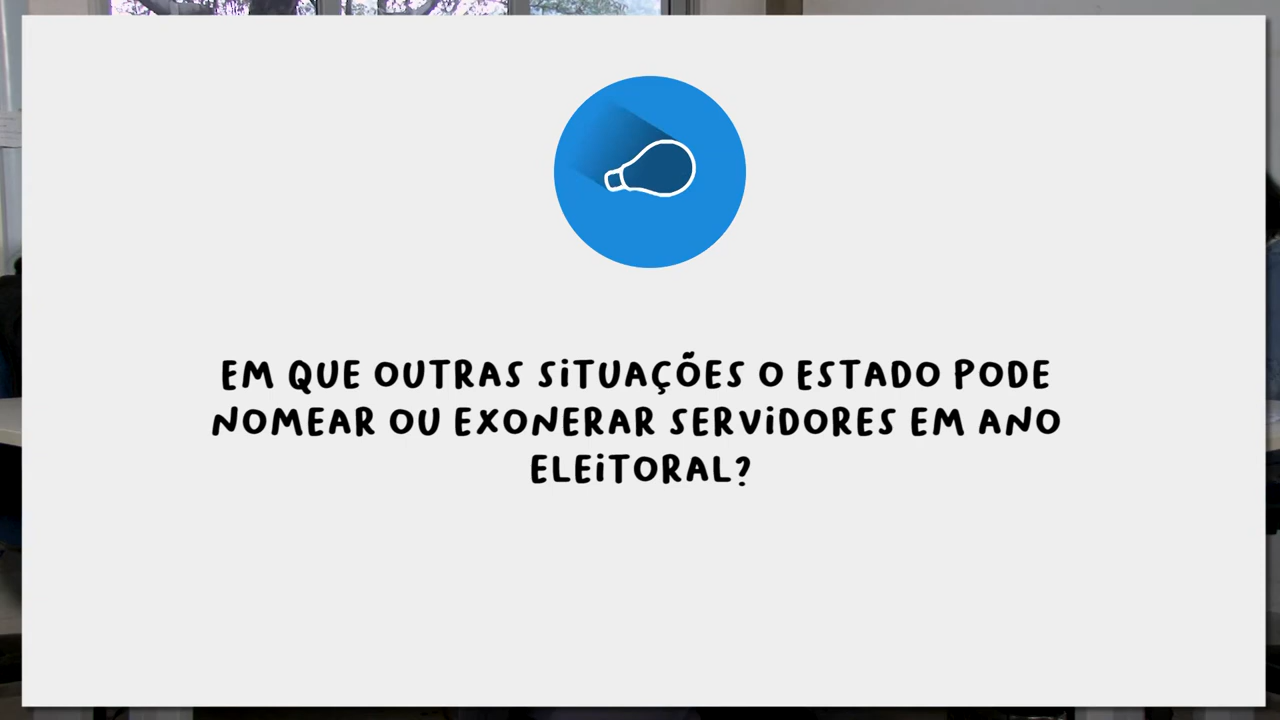 EM QUE OUTRAS SITUAÇÕES O ESTADO PODE
NOMEAR OU EXONERAR SERVIDORES EM ANO
ELEITORAL?